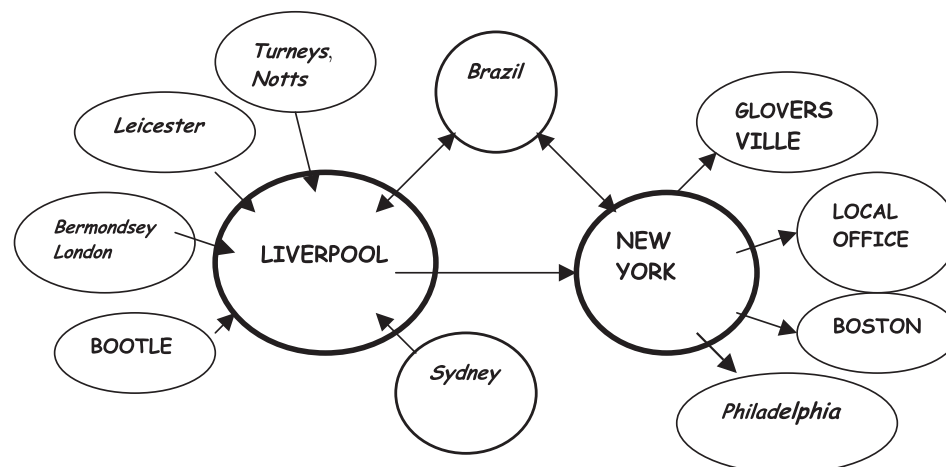 Turneys,
Notts
Brazil
Leicester
GLOVERS
VILLE
Bermondsey
London
LIVERPOOL
NEW
YORK
LOCAL
OFFICE
BOOTLE
BOSTON
Sydney
Philadelphia